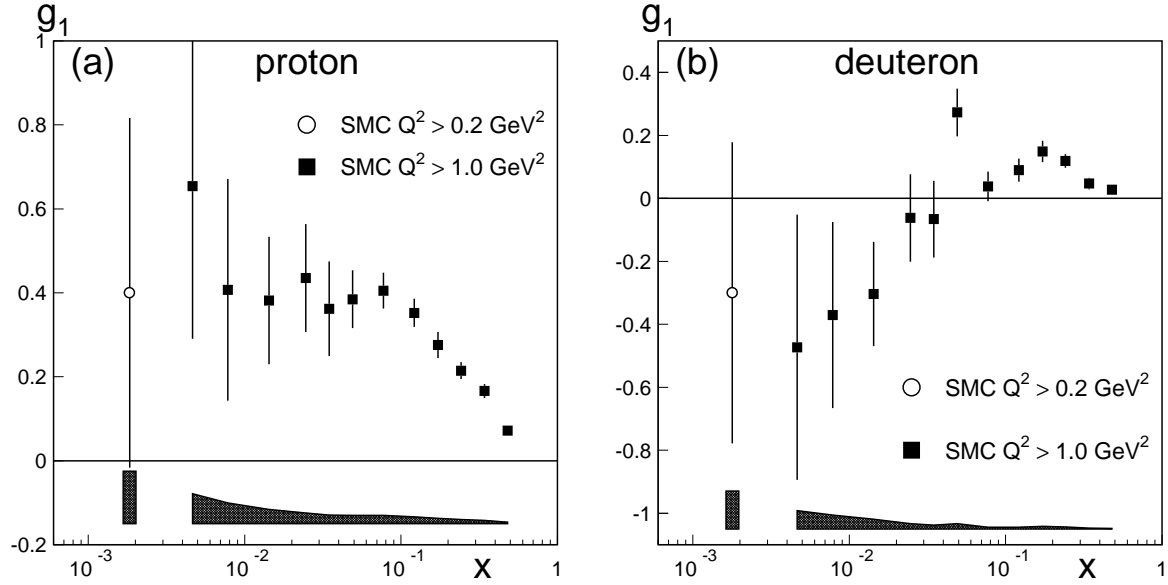 g₁
1
(a) proton
0.8
SMC Q² > 0.2 GeV²
SMC Q² > 1.0 GeV²
0.6
0.4
0.2
0
-0.2
10⁻³ 10⁻² 10⁻¹ x 1
g₁
(b) deuteron
0.4
0.2
0
-0.2
-0.4
-0.6
SMC Q² > 0.2 GeV²
-0.8
SMC Q² > 1.0 GeV²
-1
10⁻³ 10⁻² 10⁻¹ x 1